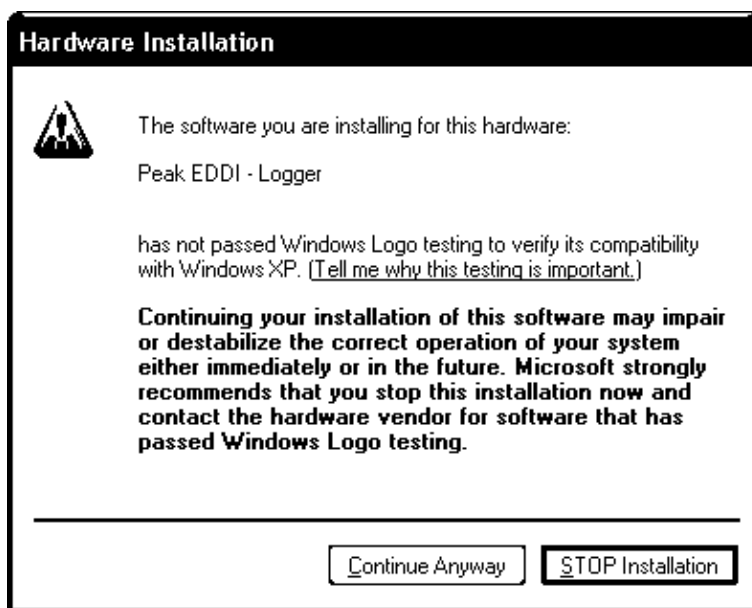 Hardware Installation
The software you are installing for this hardware:
Peak EDDI - Logger
has not passed Windows Logo testing to verify its compatibility
with Windows XP. (Tell me why this testing is important.)
Continuing your installation of this software may impair
or destabilize the correct operation of your system
either immediately or in the future. Microsoft strongly
recommends that you stop this installation now and
contact the hardware vendor for software that has
passed Windows Logo testing.
Continue Anyway
STOP Installation